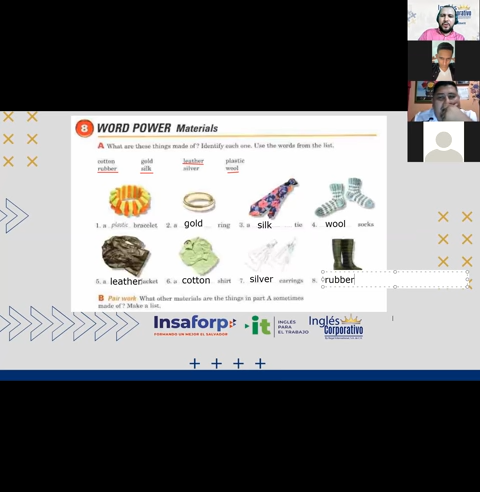 Inglés
Corporativo
8 WORD POWER Materials
A What are these things made of? Identify each one. Use the words from the list.
cotton gold leather plastic
rubber silk silver wool
1. a plastic bracelet 2. a gold ring 3. a silk tie 4. wool socks
5. a leather jacket 6. a cotton shirt 7. silver earrings 8. rubber
B Pair work What other materials are the things in part A sometimes
made of? Make a list.
Insaforp
FORMANDO UN MEJOR EL SALVADOR
it INGLÉS PARA EL TRABAJO
Inglés Corporativo